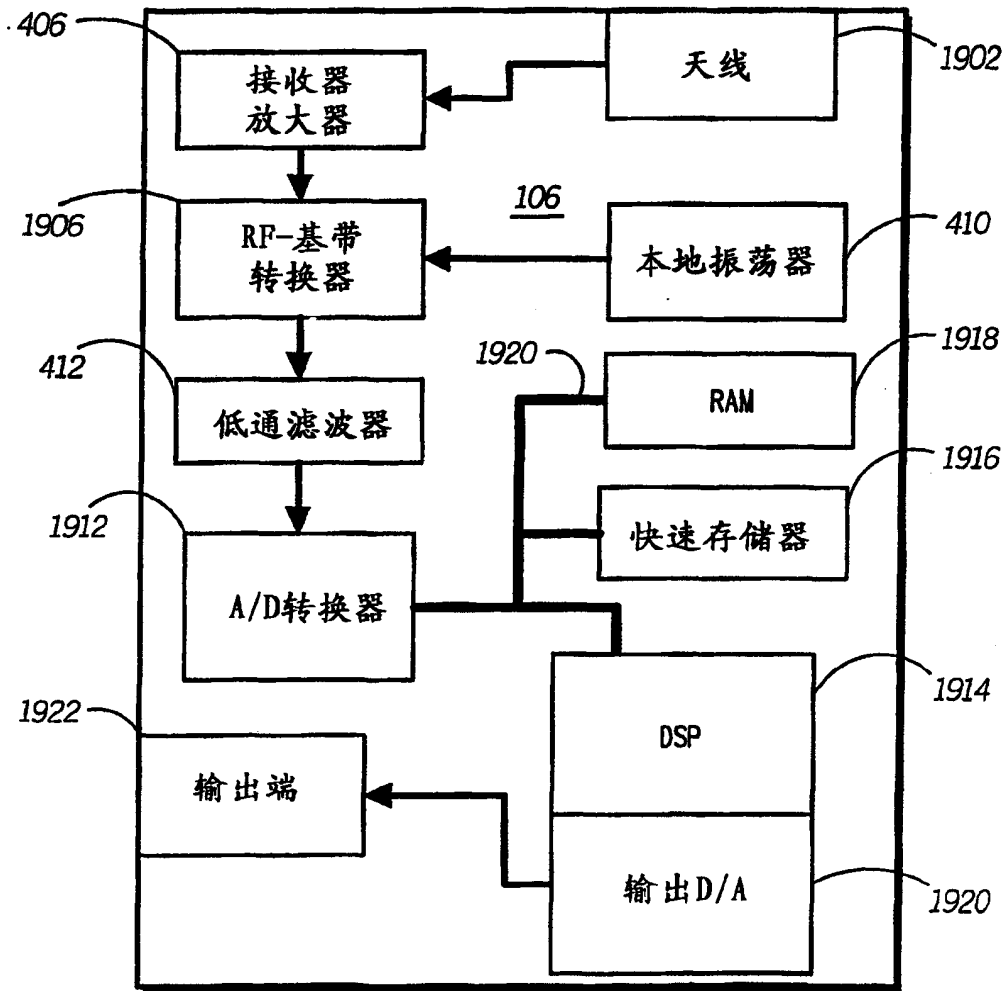 406
接收器
放大器
天线
1902
1906
RF-基带
转换器
106
本地振荡器
410
412
低通滤波器
1920
RAM
1918
1912
A/D转换器
快速存储器
1916
1922
输出端
DSP
1914
输出D/A
1920